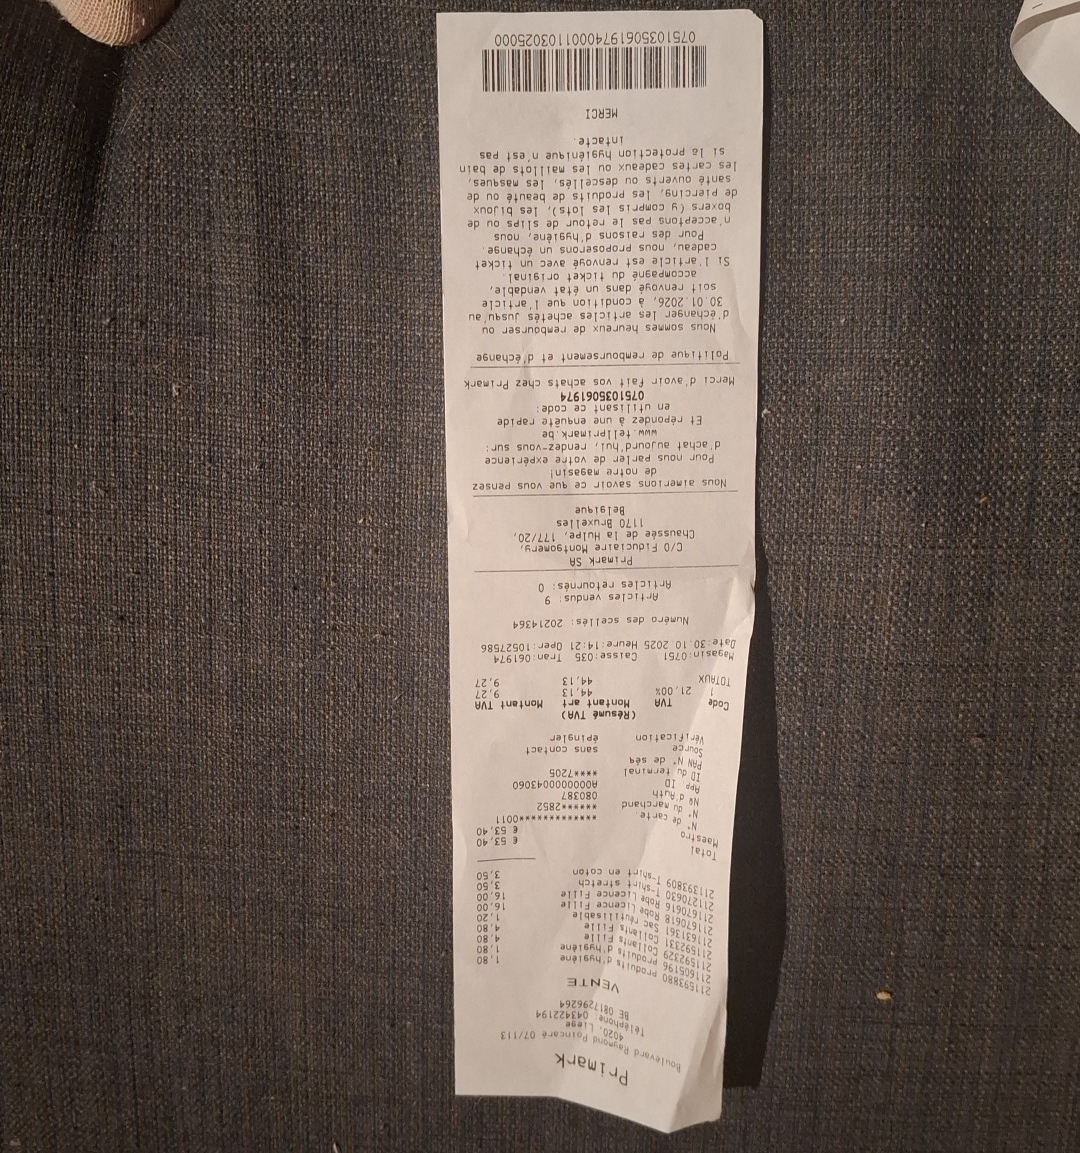 Primark
Boulevard Raymond Poincaré 07/113
4020, Liege
Téléphone: 043422194
BE 0817296264
VENTE
211593880 Produits d'hygiène 1,80
211605196 Produits d'hygiène 1,80
211592329 Collants Fille 4,80
211592331 Collants Fille 4,80
211631361 Sac réutilisable 1,20
211670618 Robe Licence Fille 16,00
211670616 Robe Licence Fille 16,00
211270630 T-shirt stretch 3,50
211393809 T-shirt en coton 3,50
Total € 53,40
Maestro € 53,40
N° de carte ***************0011
N° du marchand ******2852
N° d'Auth 080387
App. ID A0000000043060
ID du terminal ****7205
PAN N° de séq
Source sans contact
Vérification épingler
(Résumé TVA)
Code TVA Montant art Montant TVA
1 21,00% 44,13 9,27
TOTAUX 44,13 9,27
Magasin:0751 Caisse:035 Tran:061974
Date:30.10.2025 Heure:14:21 Oper:10527586
Numéro des scellés: 20214364
Articles vendus: 9
Articles retournés: 0
Primark SA
C/O Fiduciaire Montgomery,
Chaussée de la Hulpe, 177/20,
1170 Bruxelles
Belgique
Nous aimerions savoir ce que vous pensez
de notre magasin!
Pour nous parler de votre expérience
d'achat aujourd'hui, rendez-vous sur:
www.tellprimark.be
Et répondez à une enquête rapide
en utilisant ce code:
0751035061974
Merci d'avoir fait vos achats chez Primark
Politique de remboursement et d'échange
Nous sommes heureux de rembourser ou
d'échanger les articles achetés jusqu'au
30.01.2026, à condition que l'article
soit renvoyé dans un état vendable,
accompagné du ticket original.
Si l'article est renvoyé avec un ticket
cadeau, nous proposerons un échange.
Pour des raisons d'hygiène, nous
n'acceptons pas le retour de slips ou de
boxers (y compris les lots), les bijoux
de piercing, les produits de beauté ou de
santé ouverts ou descellés, les masques,
les cartes cadeaux ou les maillots de bain
si la protection hygiénique n'est pas
intacte.
MERCI
07510350619740001103025000